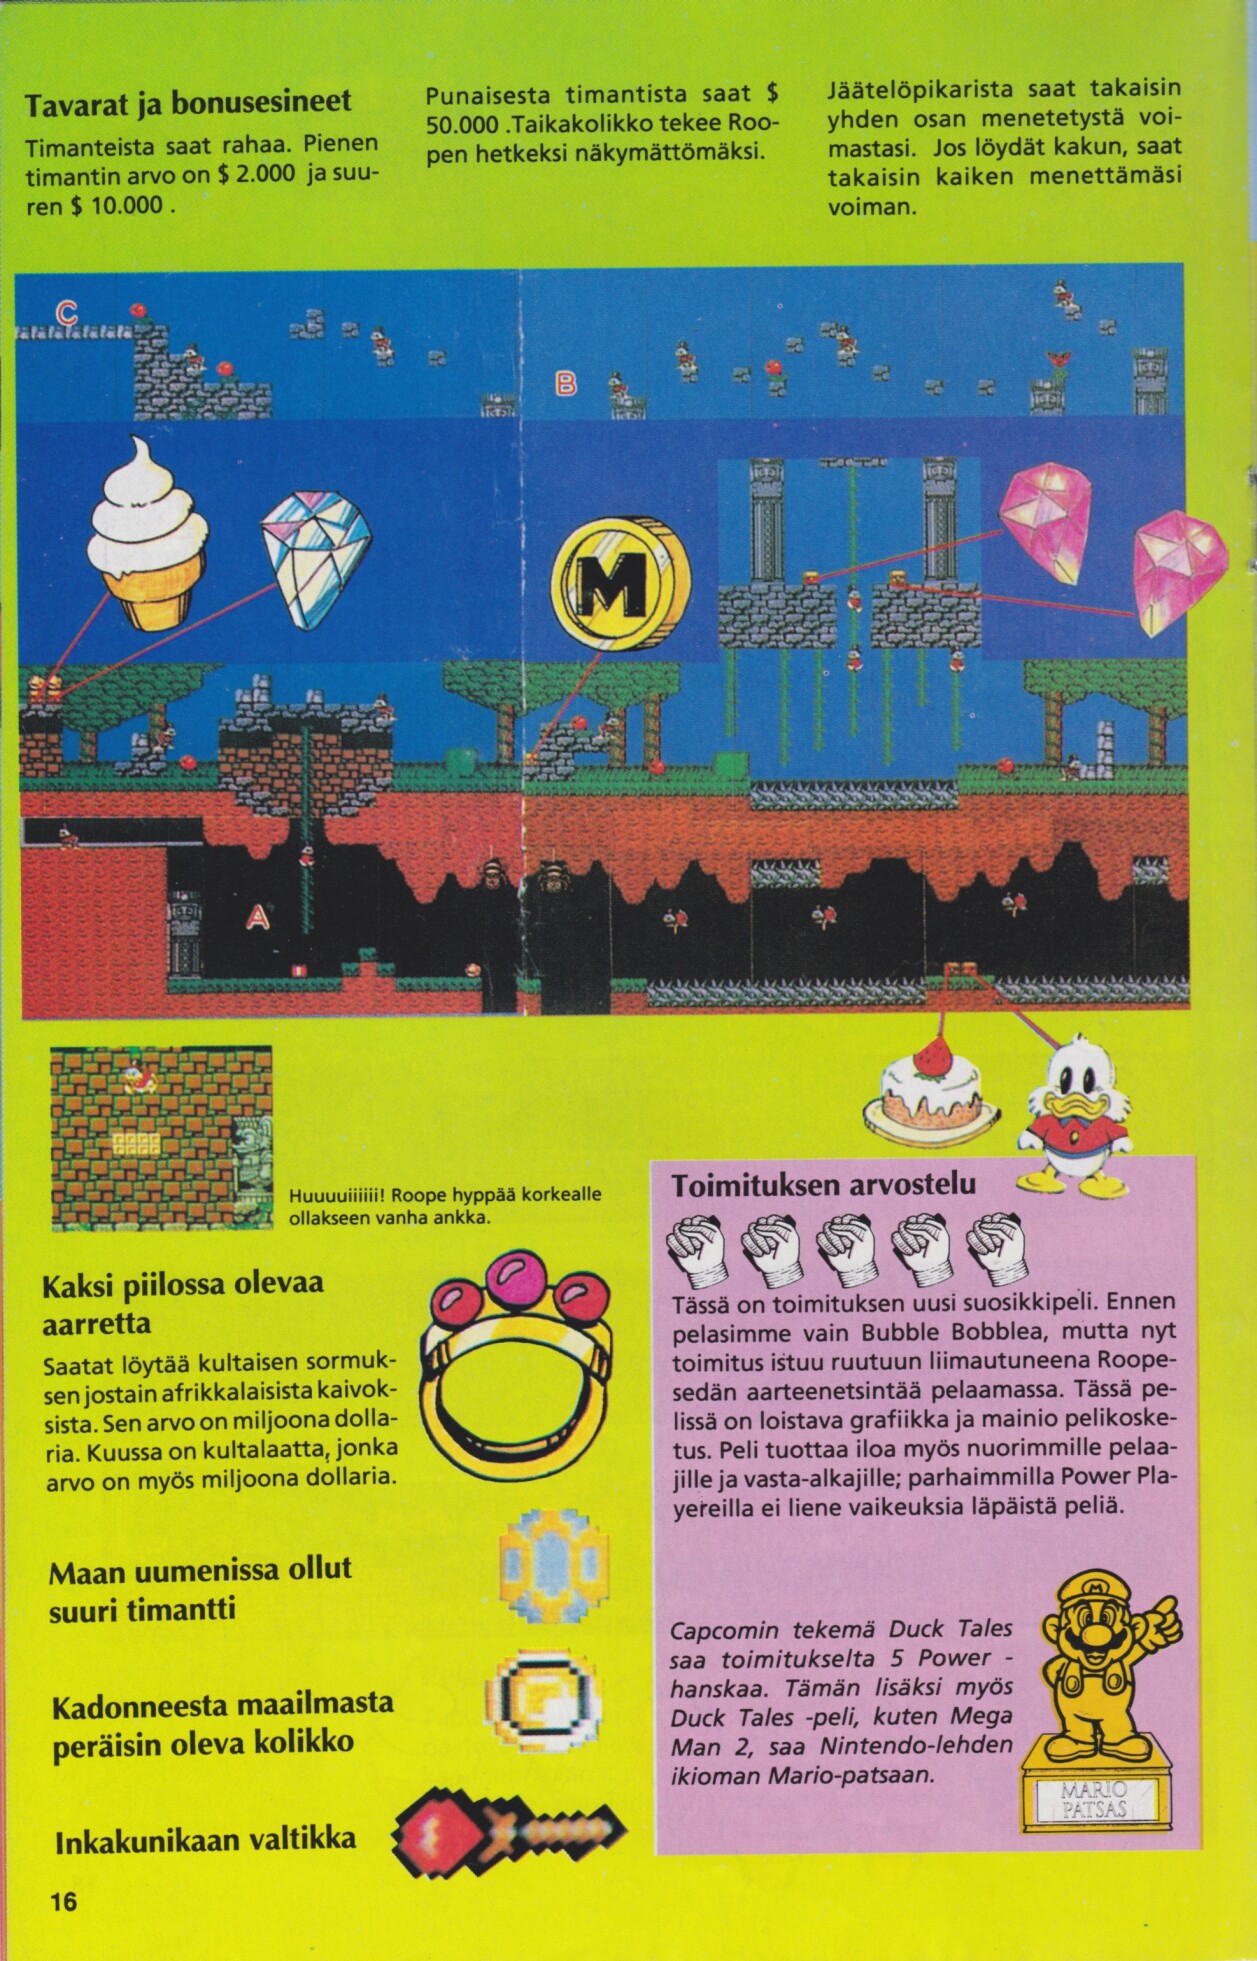 Tavarat ja bonusesineet
Timanteista saat rahaa. Pienen
timantin arvo on $ 2.000 ja suu-
ren $ 10.000 .
Punaisesta timantista saat $
50.000 .Taikakolikko tekee Roo-
pen hetkeksi näkymättömäksi.
Jäätelöpikarista saat takaisin
yhden osan menetetystä voi-
mastasi. Jos löydät kakun, saat
takaisin kaiken menettämäsi
voiman.
C
B
M
A
Huuuuiiiiii! Roope hyppää korkealle
ollakseen vanha ankka.
Kaksi piilossa olevaa
aarretta
Saatat löytää kultaisen sormuk-
sen jostain afrikkalaisista kaivok-
sista. Sen arvo on miljoona dolla-
ria. Kuussa on kultalaatta, jonka
arvo on myös miljoona dollaria.
Maan uumenissa ollut
suuri timantti
Kadonneesta maailmasta
peräisin oleva kolikko
Inkakunikaan valtikka
16
Toimituksen arvostelu
Tässä on toimituksen uusi suosikkipeli. Ennen
pelasimme vain Bubble Bobblea, mutta nyt
toimitus istuu ruutuun liimautuneena Roope-
sedän aarteenetsintää pelaamassa. Tässä pe-
lissä on loistava grafiikka ja mainio pelikoske-
tus. Peli tuottaa iloa myös nuorimmille pelaa-
jille ja vasta-alkajille; parhaimmilla Power Pla-
yereilla ei liene vaikeuksia läpäistä peliä.
Capcomin tekemä Duck Tales
saa toimitukselta 5 Power -
hanskaa. Tämän lisäksi myös
Duck Tales -peli, kuten Mega
Man 2, saa Nintendo-lehden
ikioman Mario-patsaan.
M
MARIO
PATSAS